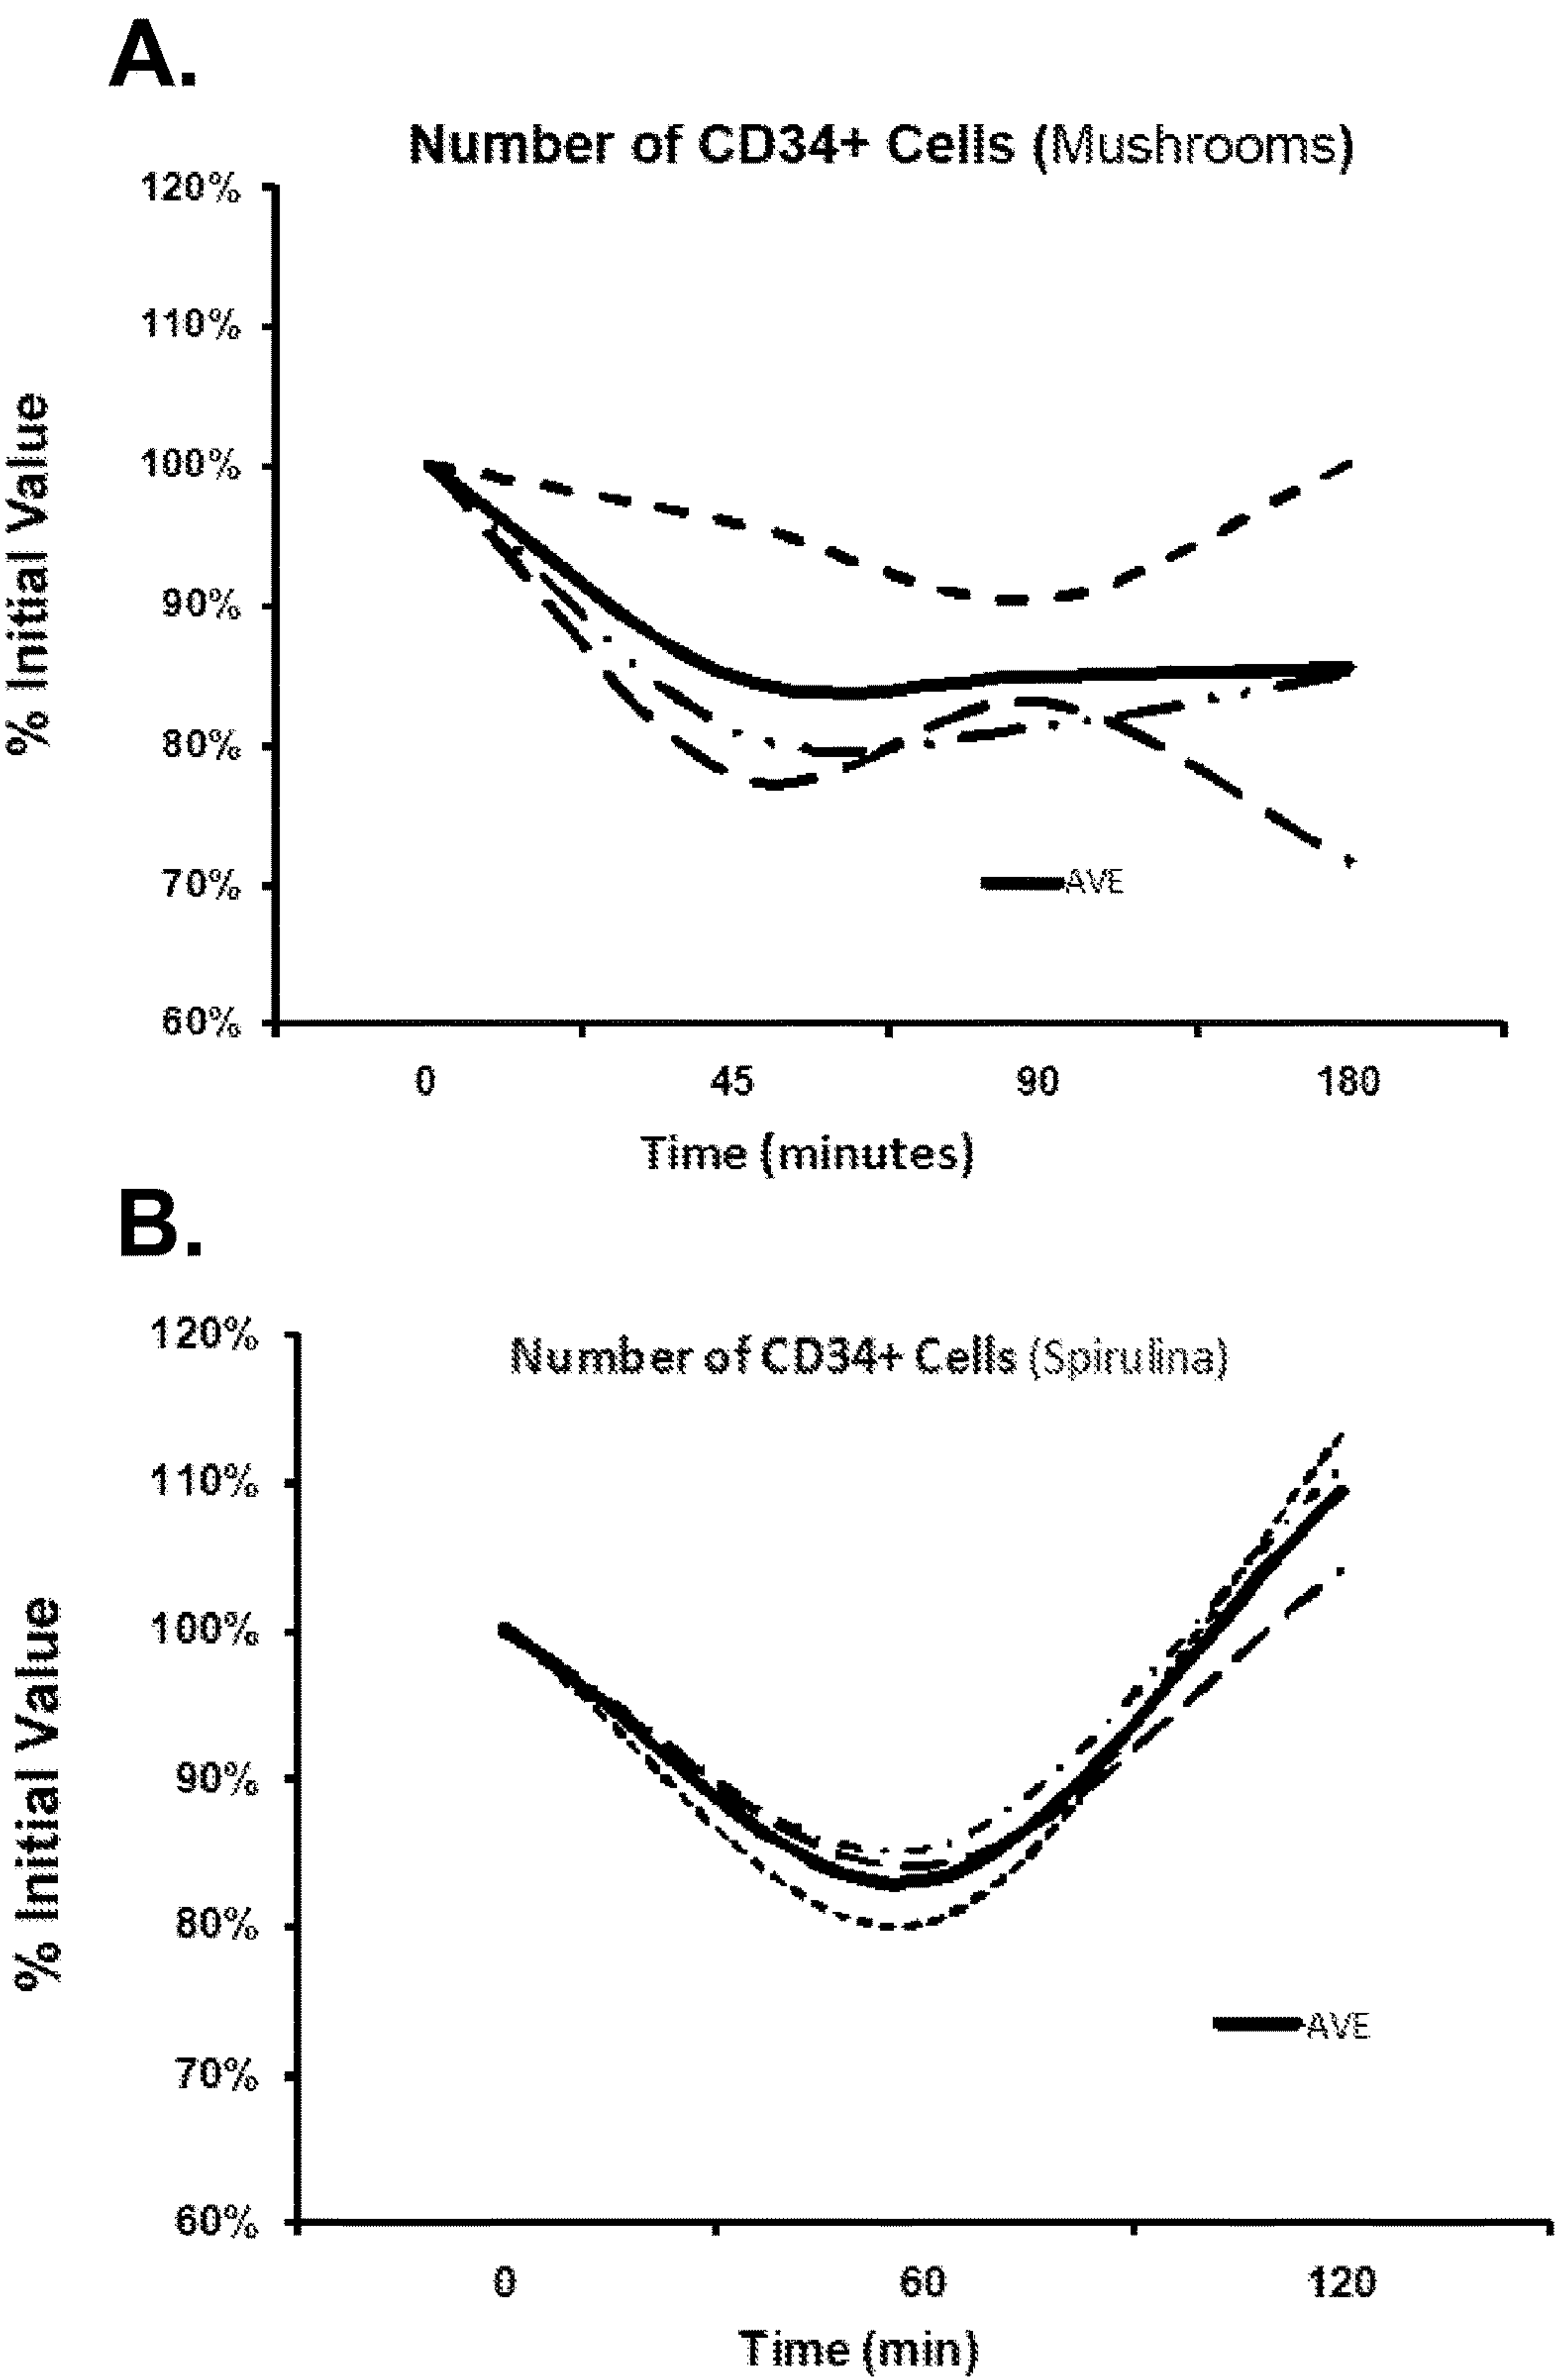 A.
Number of CD34+ Cells (Mushrooms)
120%
110%
100%
90%
80%
70%
60%
% Initial Value
AVE
0 45 90 180
Time (minutes)
B.
Number of CD34+ Cells (Spirulina)
120%
110%
100%
90%
80%
70%
60%
% Initial Value
AVE
0 60 120
Time (min)